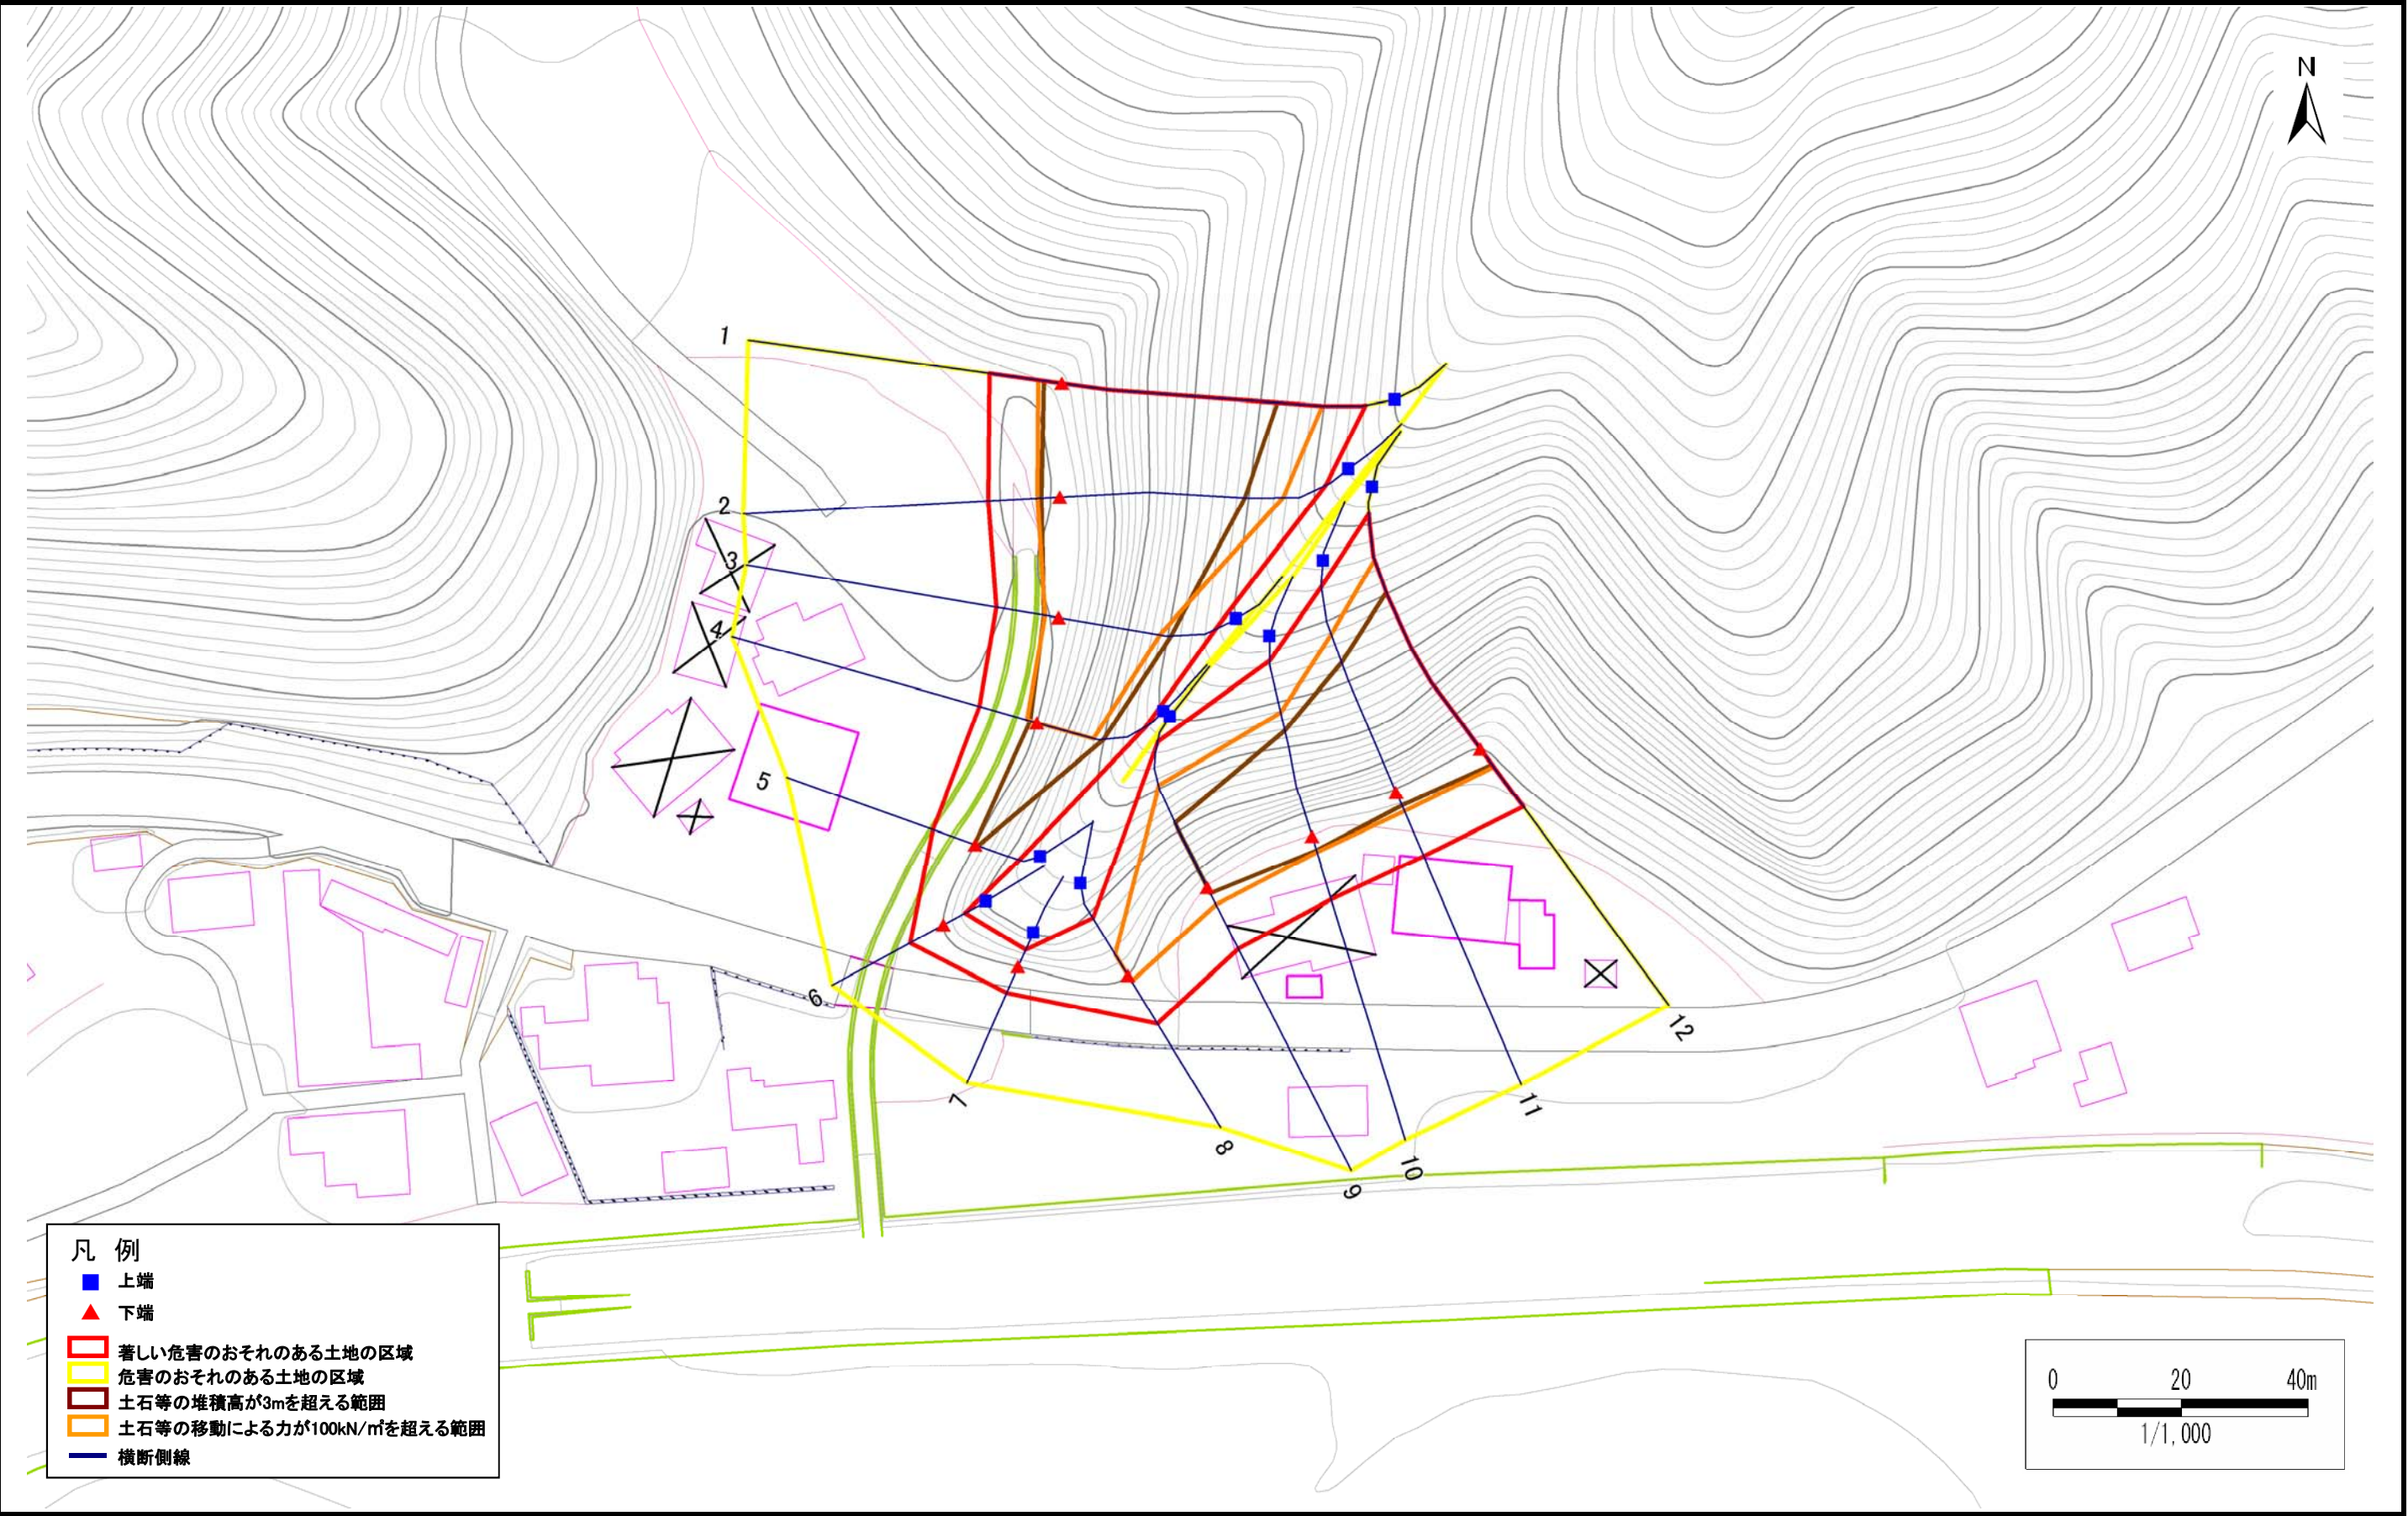 N
1
2
3
4
5
6
7
8
9
10
11
12
凡 例
上端
下端
著しい危害のおそれのある土地の区域
危害のおそれのある土地の区域
土石等の堆積高が3mを超える範囲
土石等の移動による力が100kN/㎡を超える範囲
横断側線
0 20 40m
1/1,000